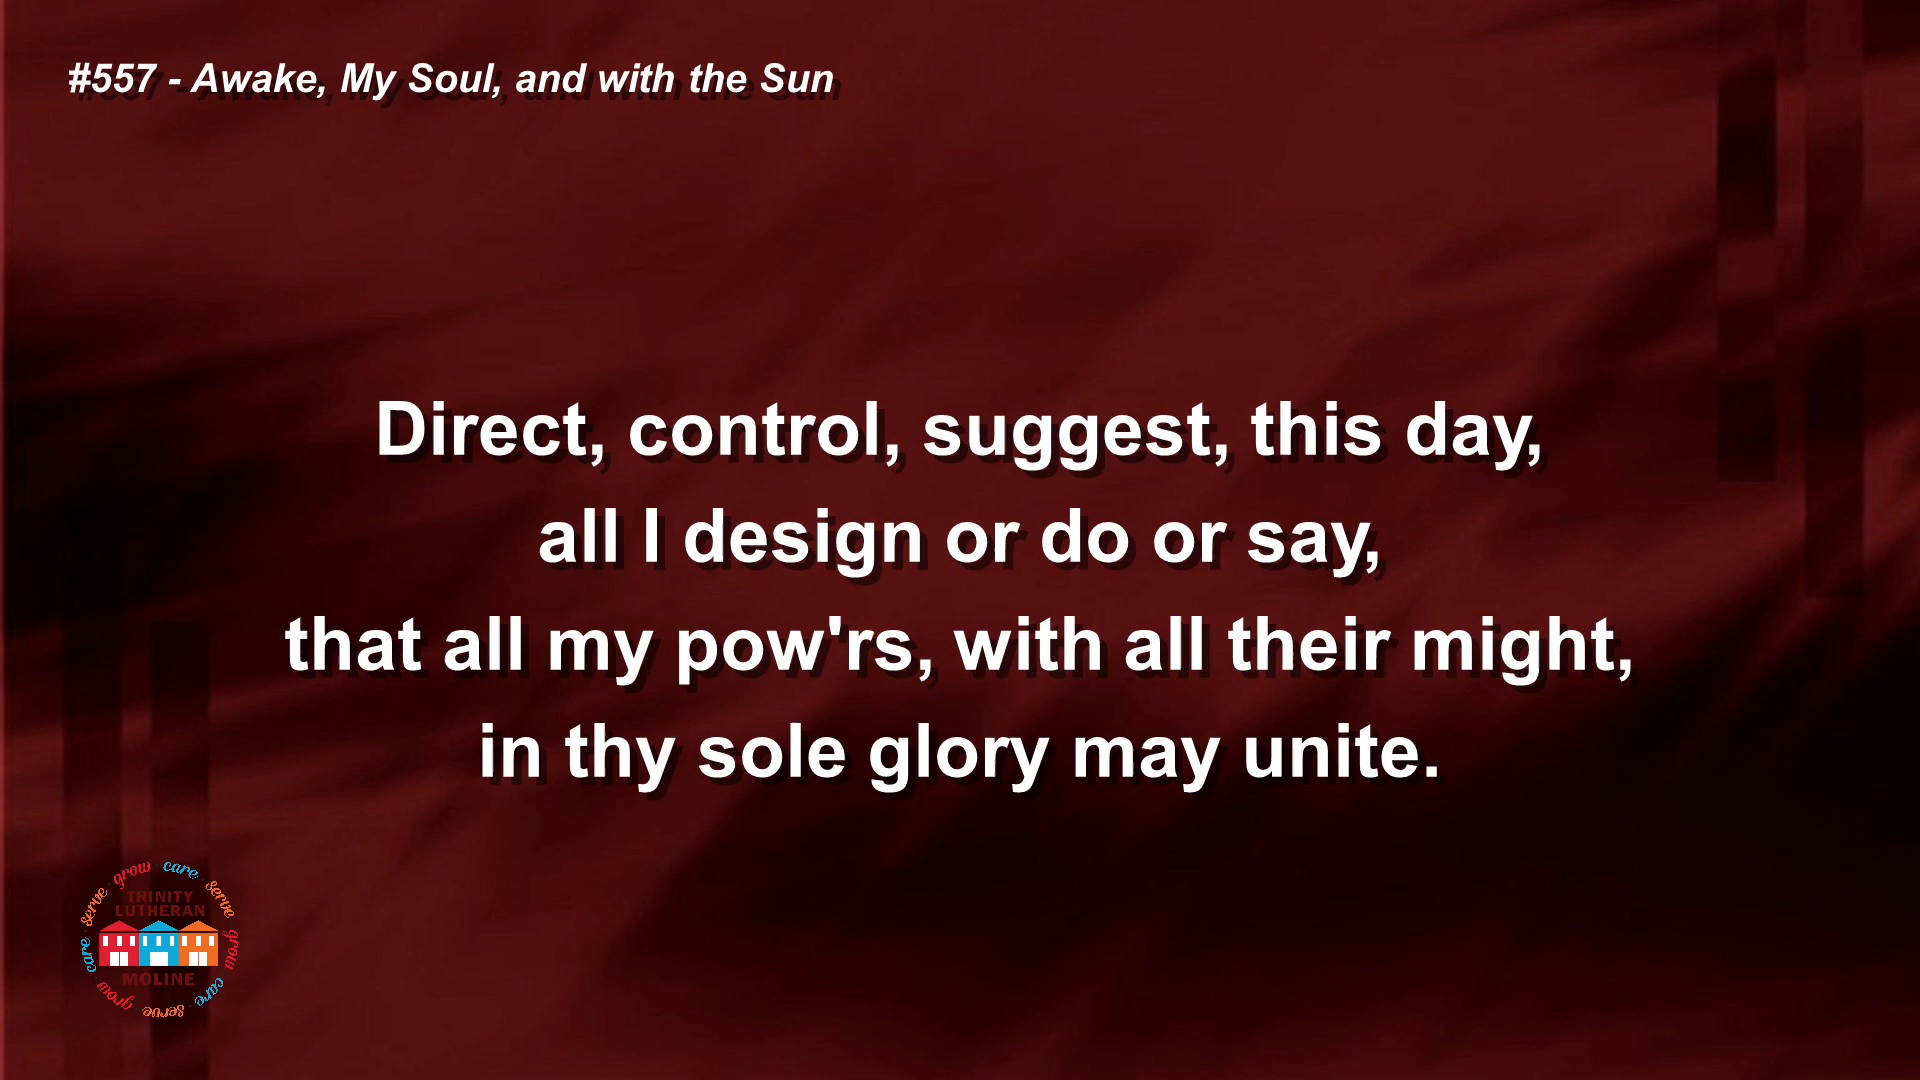 #557 - Awake, My Soul, and with the Sun
Direct, control, suggest, this day,
all I design or do or say,
that all my pow'rs, with all their might,
in thy sole glory may unite.
grow care serve grow care serve grow care serve
TRINITY
LUTHERAN
MOLINE